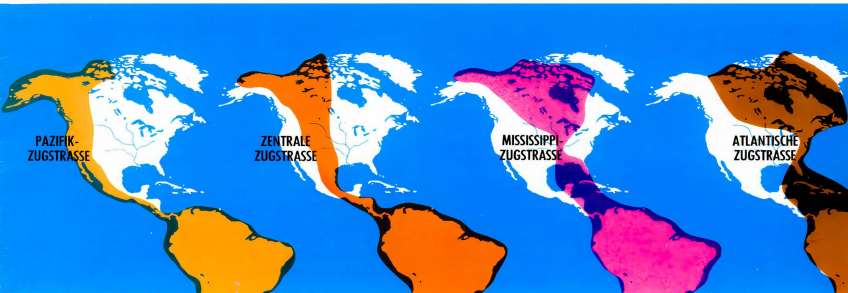 PAZIFIK-
ZUGSTRASSE
ZENTRALE
ZUGSTRASSE
MISSISSIPPI-
ZUGSTRASSE
ATLANTISCHE
ZUGSTRASSE